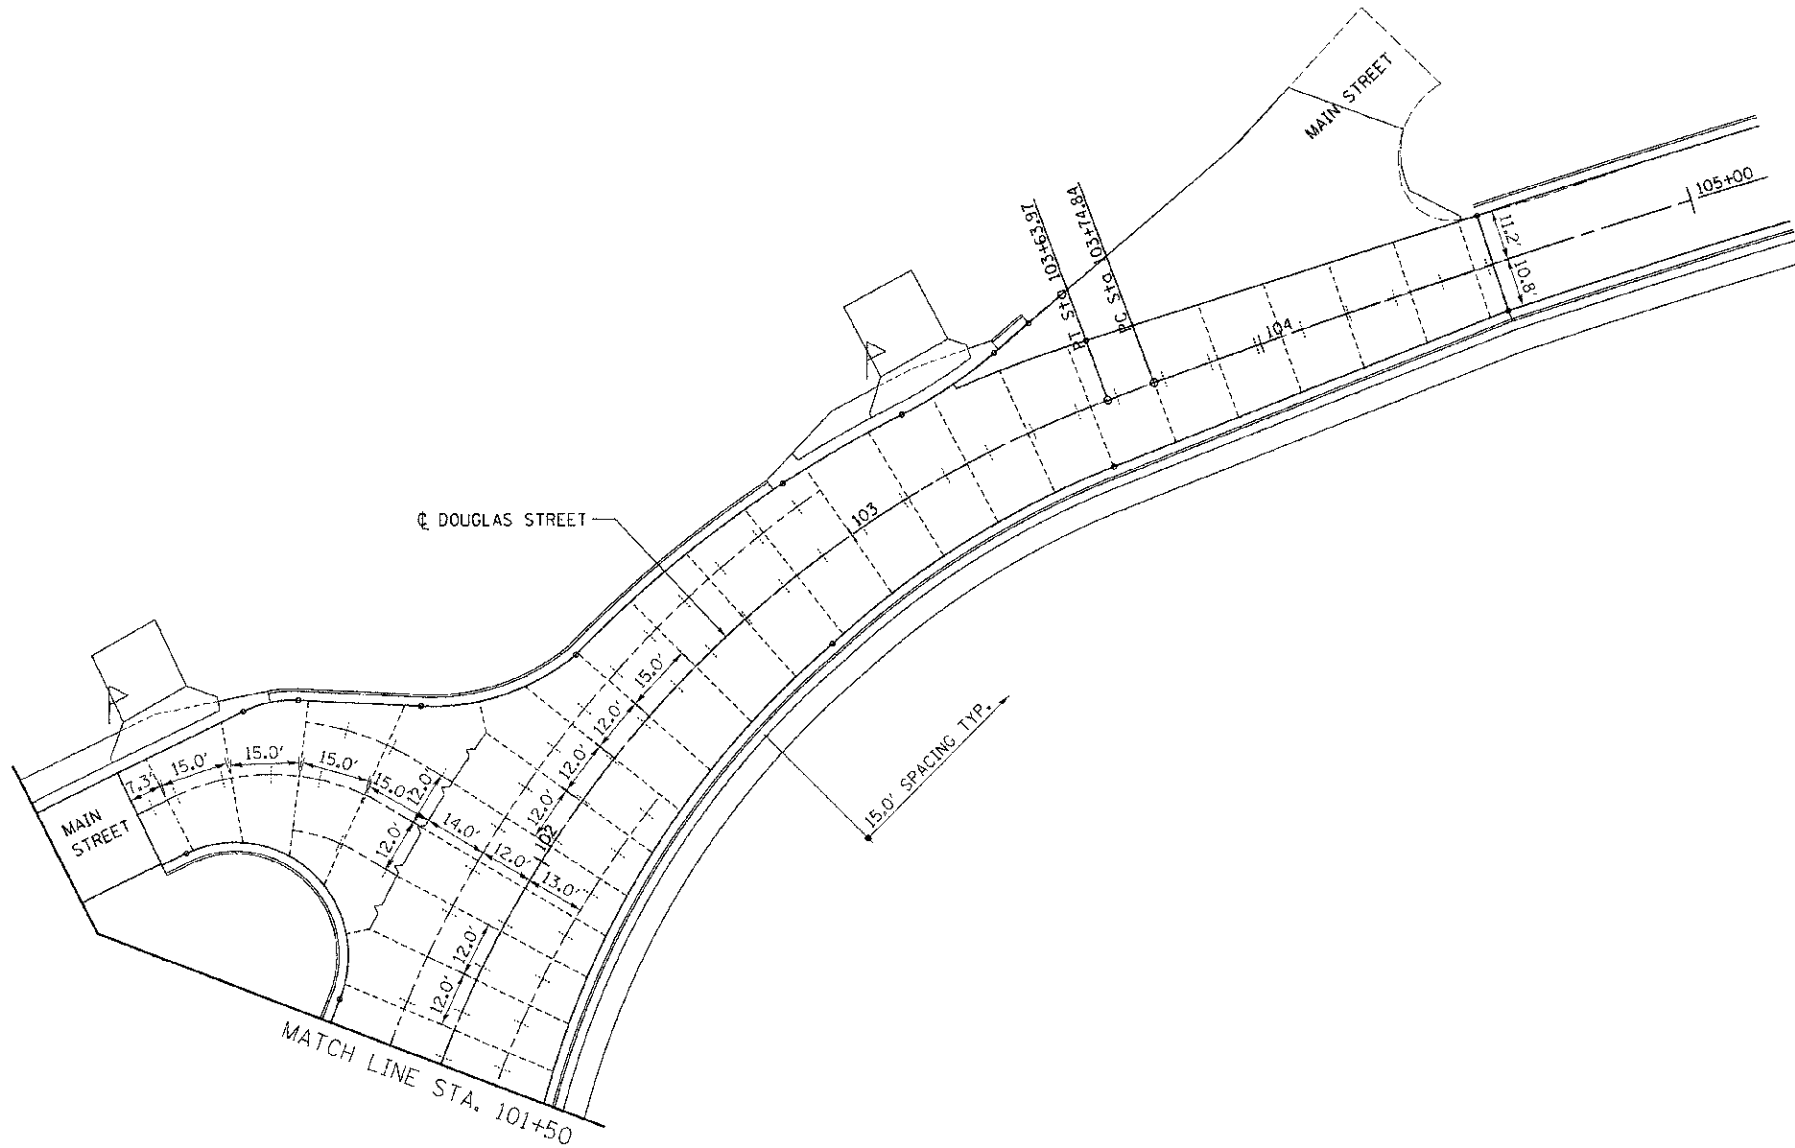 MAIN STREET
105+00
PC Sta 103+74.84
PT Sta 103+63.97
11.2'
10.8'
104
103
℄ DOUGLAS STREET
15.0'
12.0'
12.0'
12.0'
102
15.0' SPACING TYP.
7.3'
15.0'
15.0'
15.0'
15.0'
12.0'
12.0'
14.0'
12.0'
13.0'
MAIN
STREET
12.0'
12.0'
MATCH LINE STA. 101+50